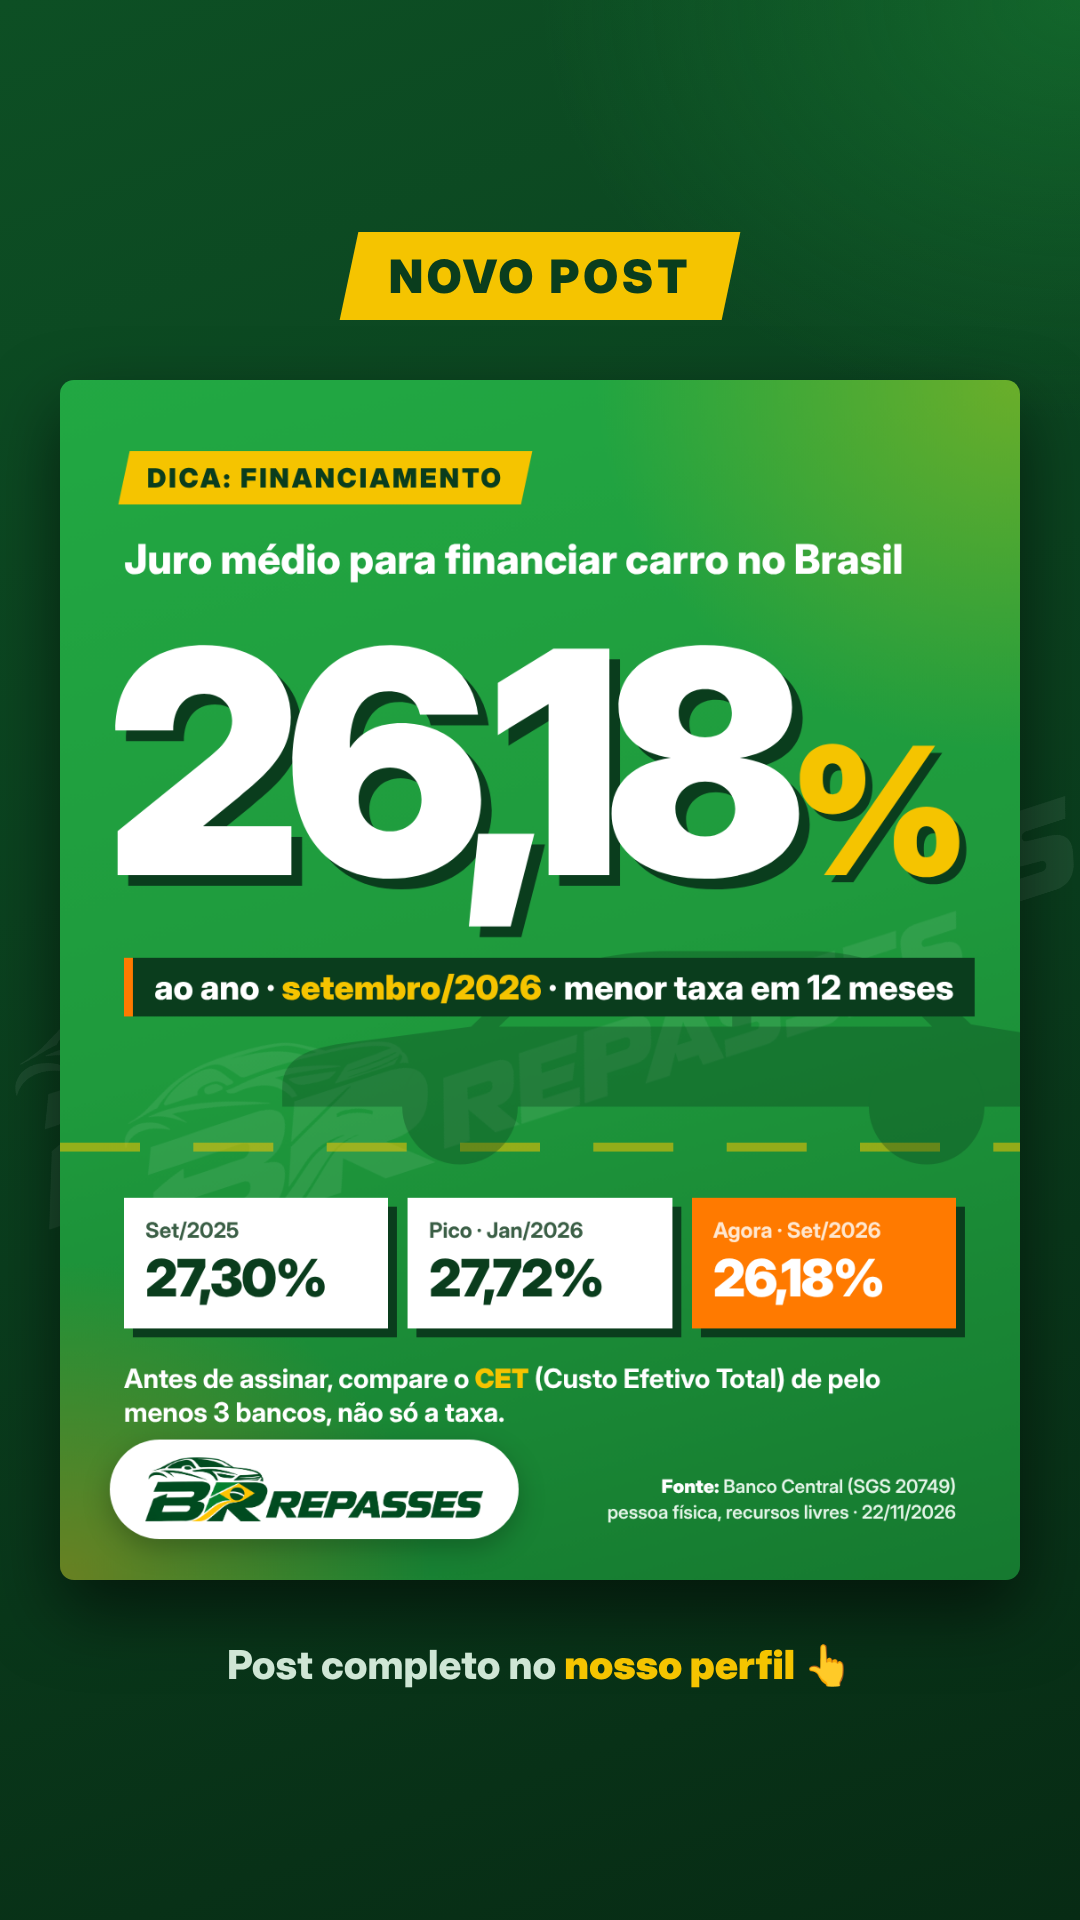 NOVO POST
DICA: FINANCIAMENTO
Juro médio para financiar carro no Brasil
26,18%
ao ano · setembro/2026 · menor taxa em 12 meses
BR REPASSES
Set/2025
27,30%
Pico · Jan/2026
27,72%
Agora · Set/2026
26,18%
Antes de assinar, compare o CET (Custo Efetivo Total) de pelo
menos 3 bancos, não só a taxa.
BR REPASSES
Fonte: Banco Central (SGS 20749)
pessoa física, recursos livres · 22/11/2026
Post completo no nosso perfil 👆